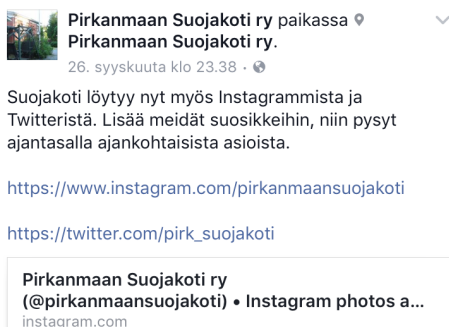 Pirkanmaan Suojakoti ry paikassa
Pirkanmaan Suojakoti ry.
26. syyskuuta klo 23.38 ·
Suojakoti löytyy nyt myös Instagrammista ja
Twitteristä. Lisää meidät suosikkeihin, niin pysyt
ajantasalla ajankohtaisista asioista.
https://www.instagram.com/pirkanmaansuojakoti
https://twitter.com/pirk_suojakoti
Pirkanmaan Suojakoti ry
(@pirkanmaansuojakoti) • Instagram photos a...
instagram.com